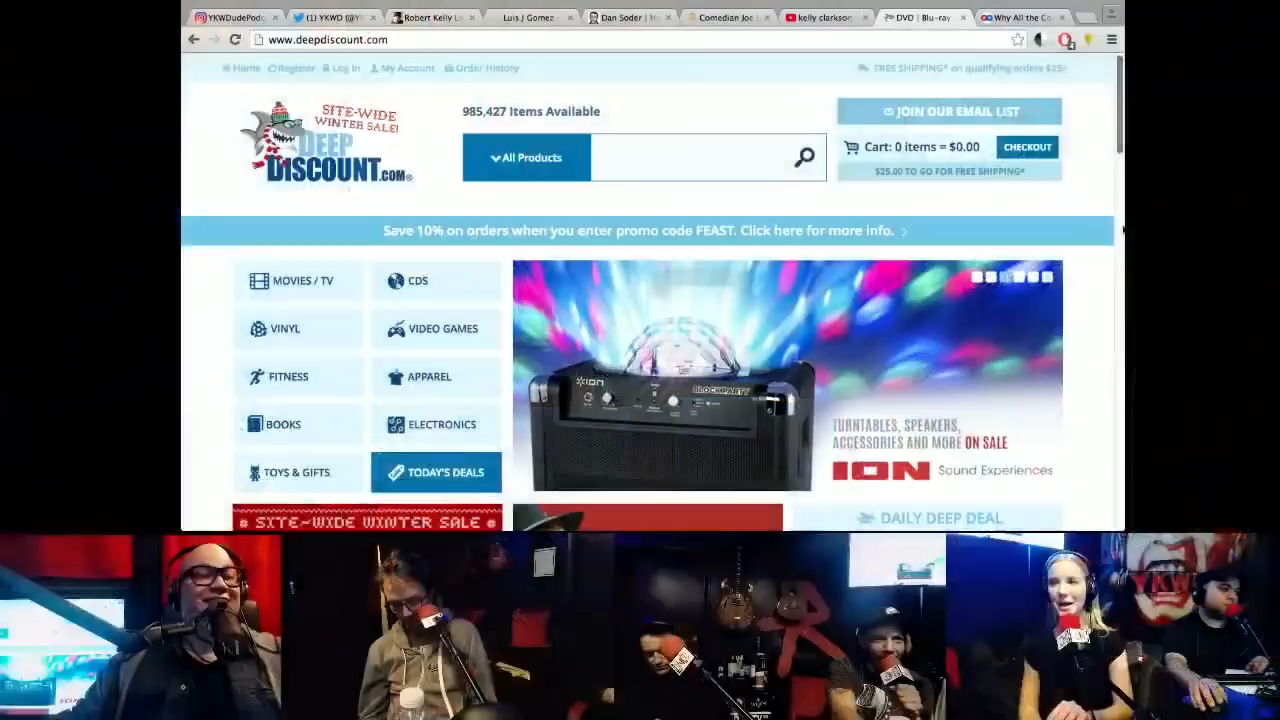 YKWDudePodc
(1) YKWD (@Y
Robert Kelly L
Luis J Gomez -
Dan Soder | H
Comedian Joe L
kelly clarkson
DVD | Blu-ray
Why All the Co
www.deepdiscount.com
Home Register Log In My Account Order History
FREE SHIPPING* on qualifying orders $25+
SITE-WIDE
WINTER SALE!
DEEP
DISCOUNT.COM®
985,427 Items Available
All Products
JOIN OUR EMAIL LIST
Cart: 0 items = $0.00
CHECKOUT
$25.00 TO GO FOR FREE SHIPPING*
Save 10% on orders when you enter promo code FEAST. Click here for more info. >
MOVIES / TV
CDS
VINYL
VIDEO GAMES
FITNESS
APPAREL
BOOKS
ELECTRONICS
TOYS & GIFTS
TODAY'S DEALS
ION
BLOCK PARTY
TURNTABLES, SPEAKERS,
ACCESSORIES AND MORE ON SALE
ION Sound Experiences
SITE-WIDE WINTER SALE
DAILY DEEP DEAL
YKWD